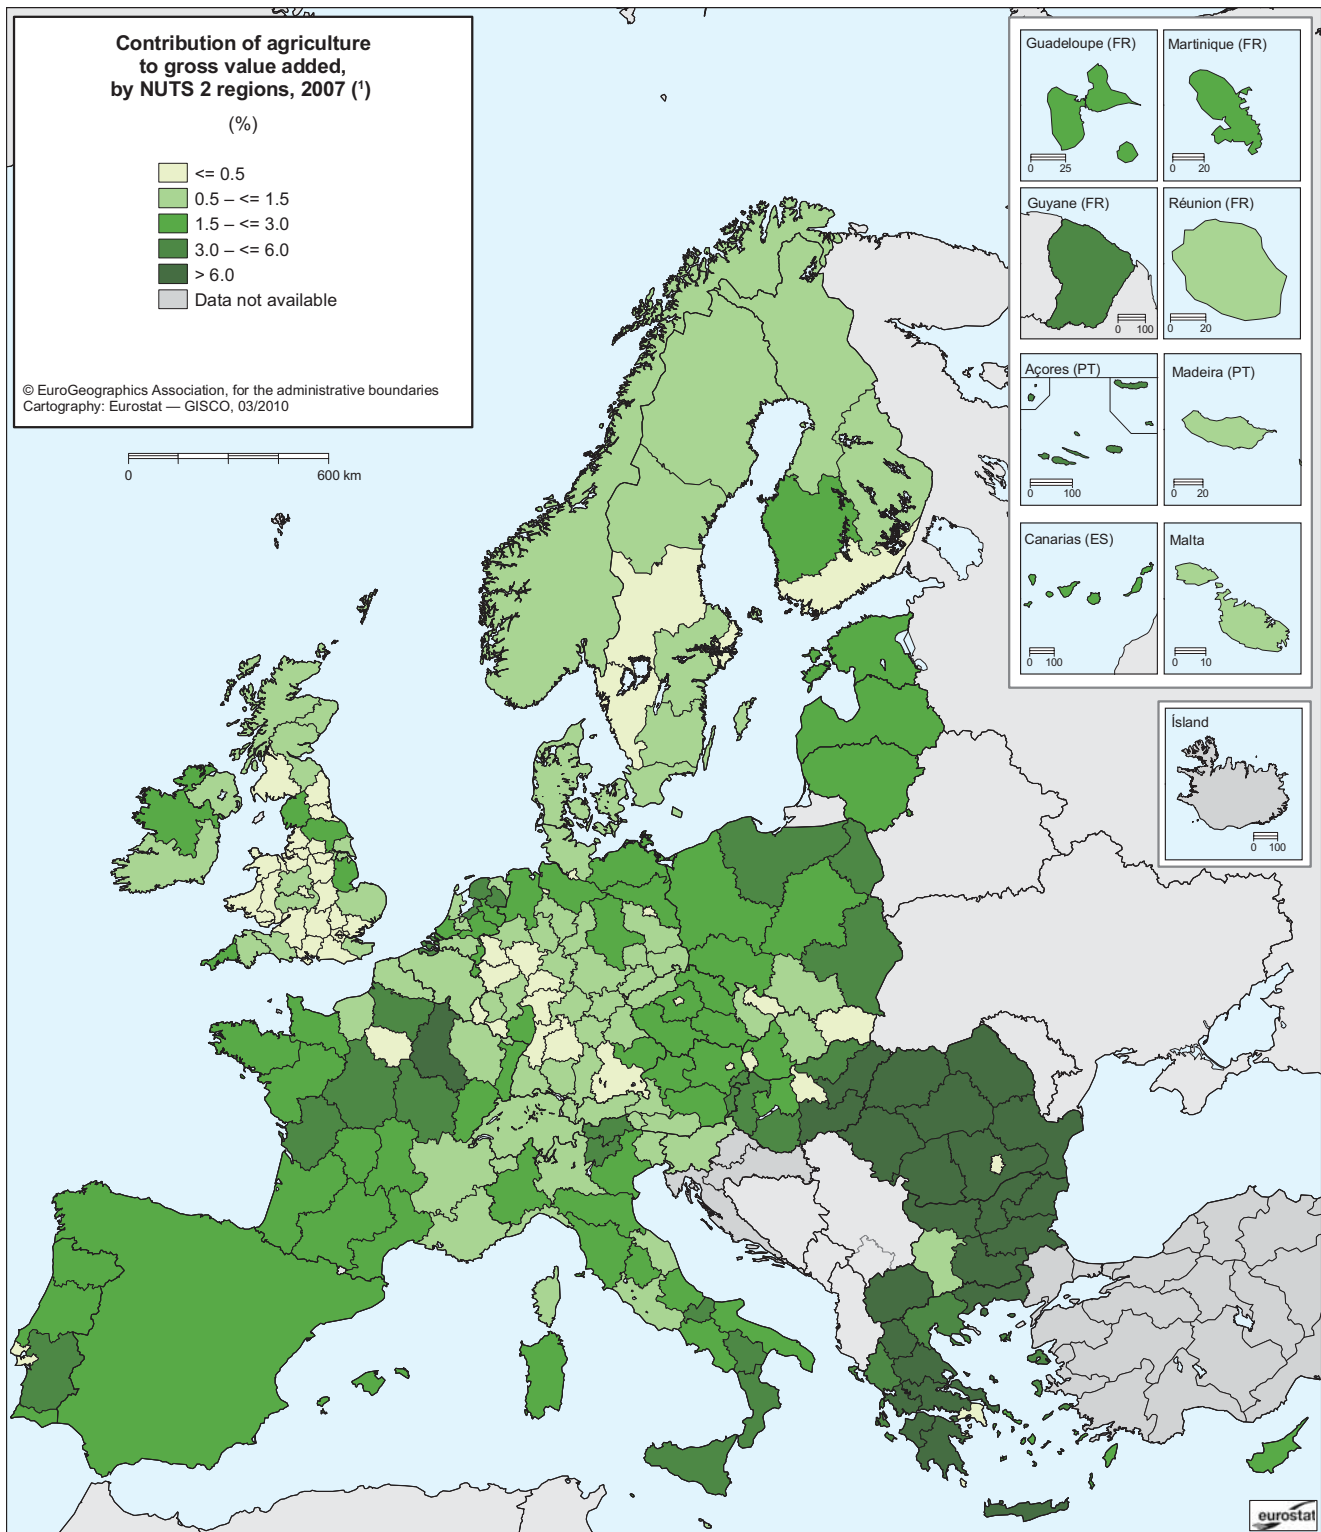 Contribution of agriculture
to gross value added,
by NUTS 2 regions, 2007 (¹)
(%)
<= 0.5
0.5 – <= 1.5
1.5 – <= 3.0
3.0 – <= 6.0
> 6.0
Data not available
© EuroGeographics Association, for the administrative boundaries
Cartography: Eurostat — GISCO, 03/2010
0 600 km
Guadeloupe (FR)
0 25
Martinique (FR)
0 20
Guyane (FR)
0 100
Réunion (FR)
0 20
Açores (PT)
0 100
Madeira (PT)
0 20
Canarias (ES)
0 100
Malta
0 10
Ísland
0 100
eurostat